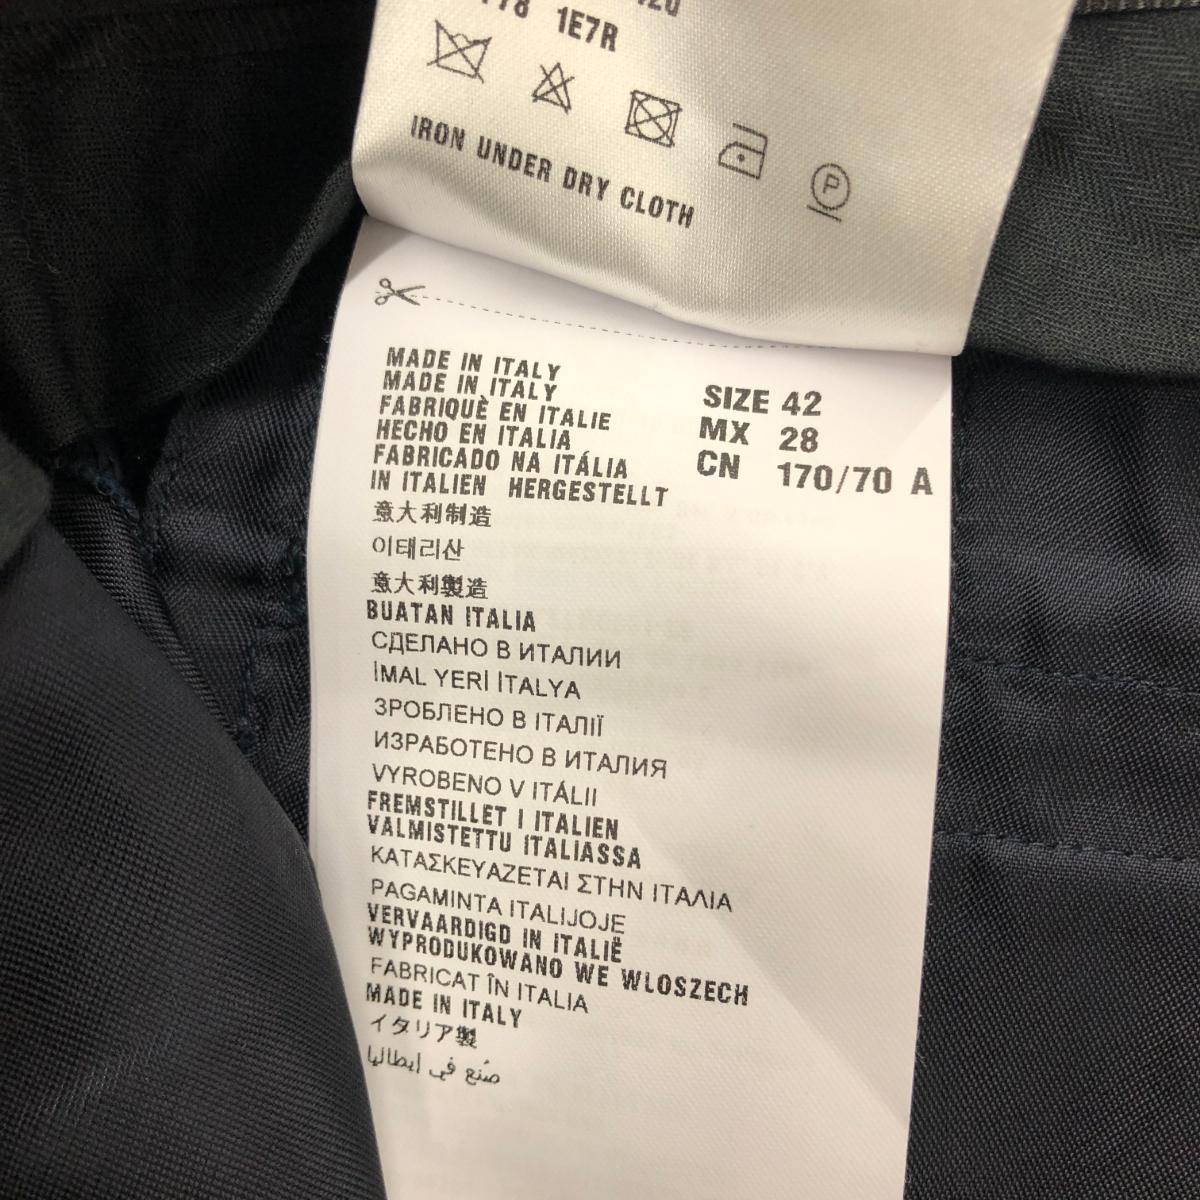 1E7R
IRON UNDER DRY CLOTH
P
MADE IN ITALY
MADE IN ITALY
FABRIQUÈ EN ITALIE
HECHO EN ITALIA
FABRICADO NA ITÁLIA
IN ITALIEN HERGESTELLT
意大利制造
이태리산
意大利製造
BUATAN ITALIA
СДЕЛАНО В ИТАЛИИ
İMAL YERİ İTALYA
ЗРОБЛЕНО В ІТАЛІЇ
ИЗРАБОТЕНО В ИТАЛИЯ
VYROBENO V ITÁLII
FREMSTILLET I ITALIEN
VALMISTETTU ITALIASSA
ΚΑΤΑΣΚΕΥΑΖΕΤΑΙ ΣΤΗΝ ΙΤΑΛΙΑ
PAGAMINTA ITALIJOJE
VERVAARDIGD IN ITALIË
WYPRODUKOWANO WE WLOSZECH
FABRICAT ÎN ITALIA
MADE IN ITALY
イタリア製
صُنع في إيطاليا
SIZE 42
MX 28
CN 170/70 A